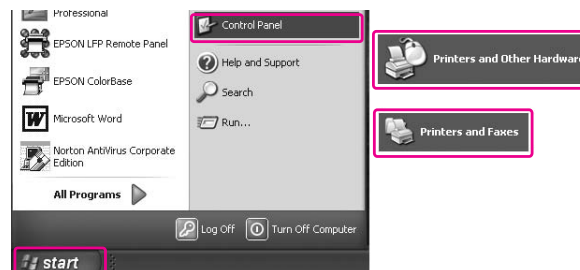 Professional
EPSON LFP Remote Panel
EPSON ColorBase
Microsoft Word
Norton AntiVirus Corporate
Edition
All Programs
Control Panel
Help and Support
Search
Run...
Log Off
Turn Off Computer
start
Printers and Other Hardware
Printers and Faxes